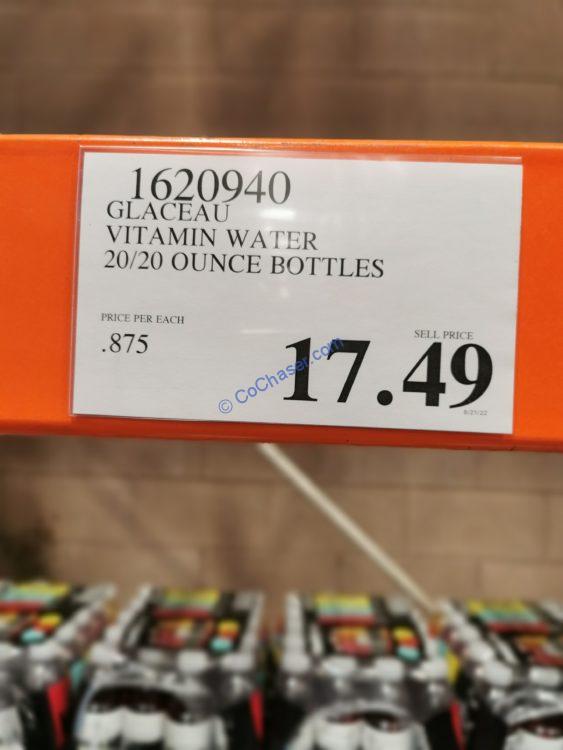 1620940
GLACEAU
VITAMIN WATER
20/20 OUNCE BOTTLES
PRICE PER EACH
.875
SELL PRICE
17.49
© CoChaser.com
8/21/22